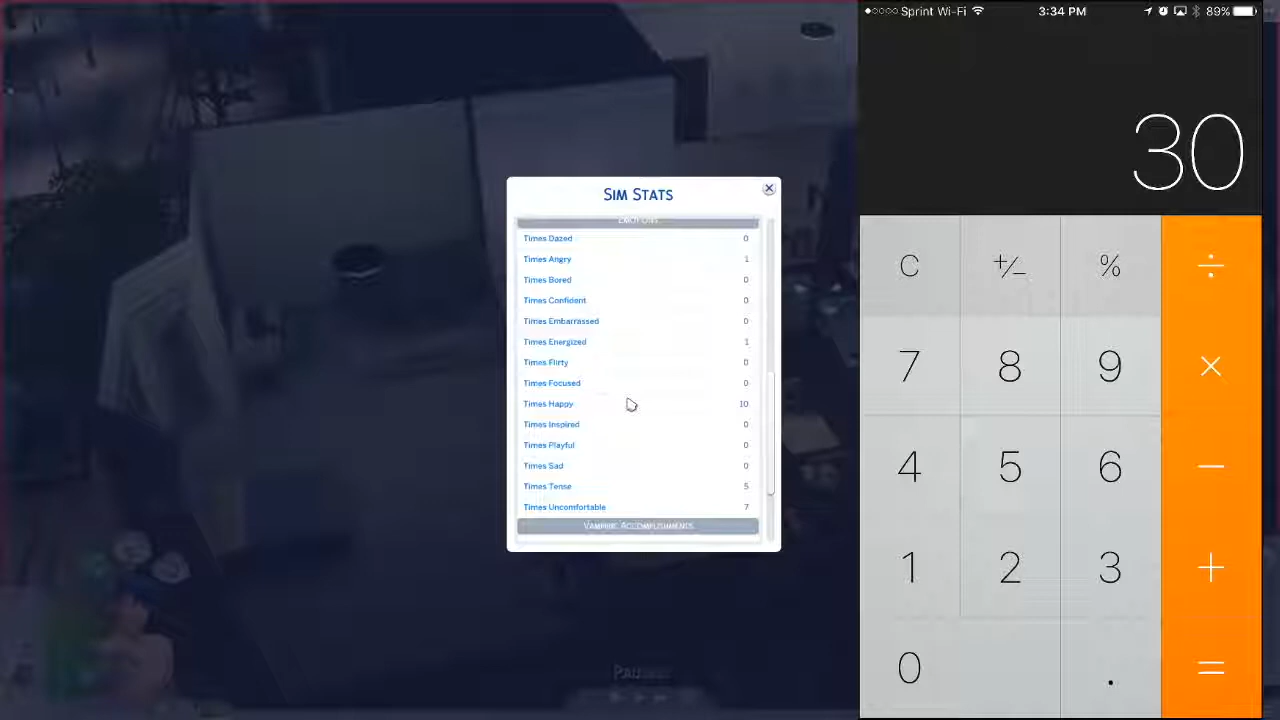 Sprint Wi-Fi 3:34 PM 89%
30
SIM STATS
Times Dazed 0
Times Angry 1
Times Bored 0
Times Confident 0
Times Embarrassed 0
Times Energized 1
Times Flirty 0
Times Focused 0
Times Happy 10
Times Inspired 0
Times Playful 0
Times Sad 0
Times Tense 5
Times Uncomfortable 7
VAMPIRE ACCOMPLISHMENTS
C +/− % ÷
7 8 9 ×
4 5 6 −
1 2 3 +
0 . =